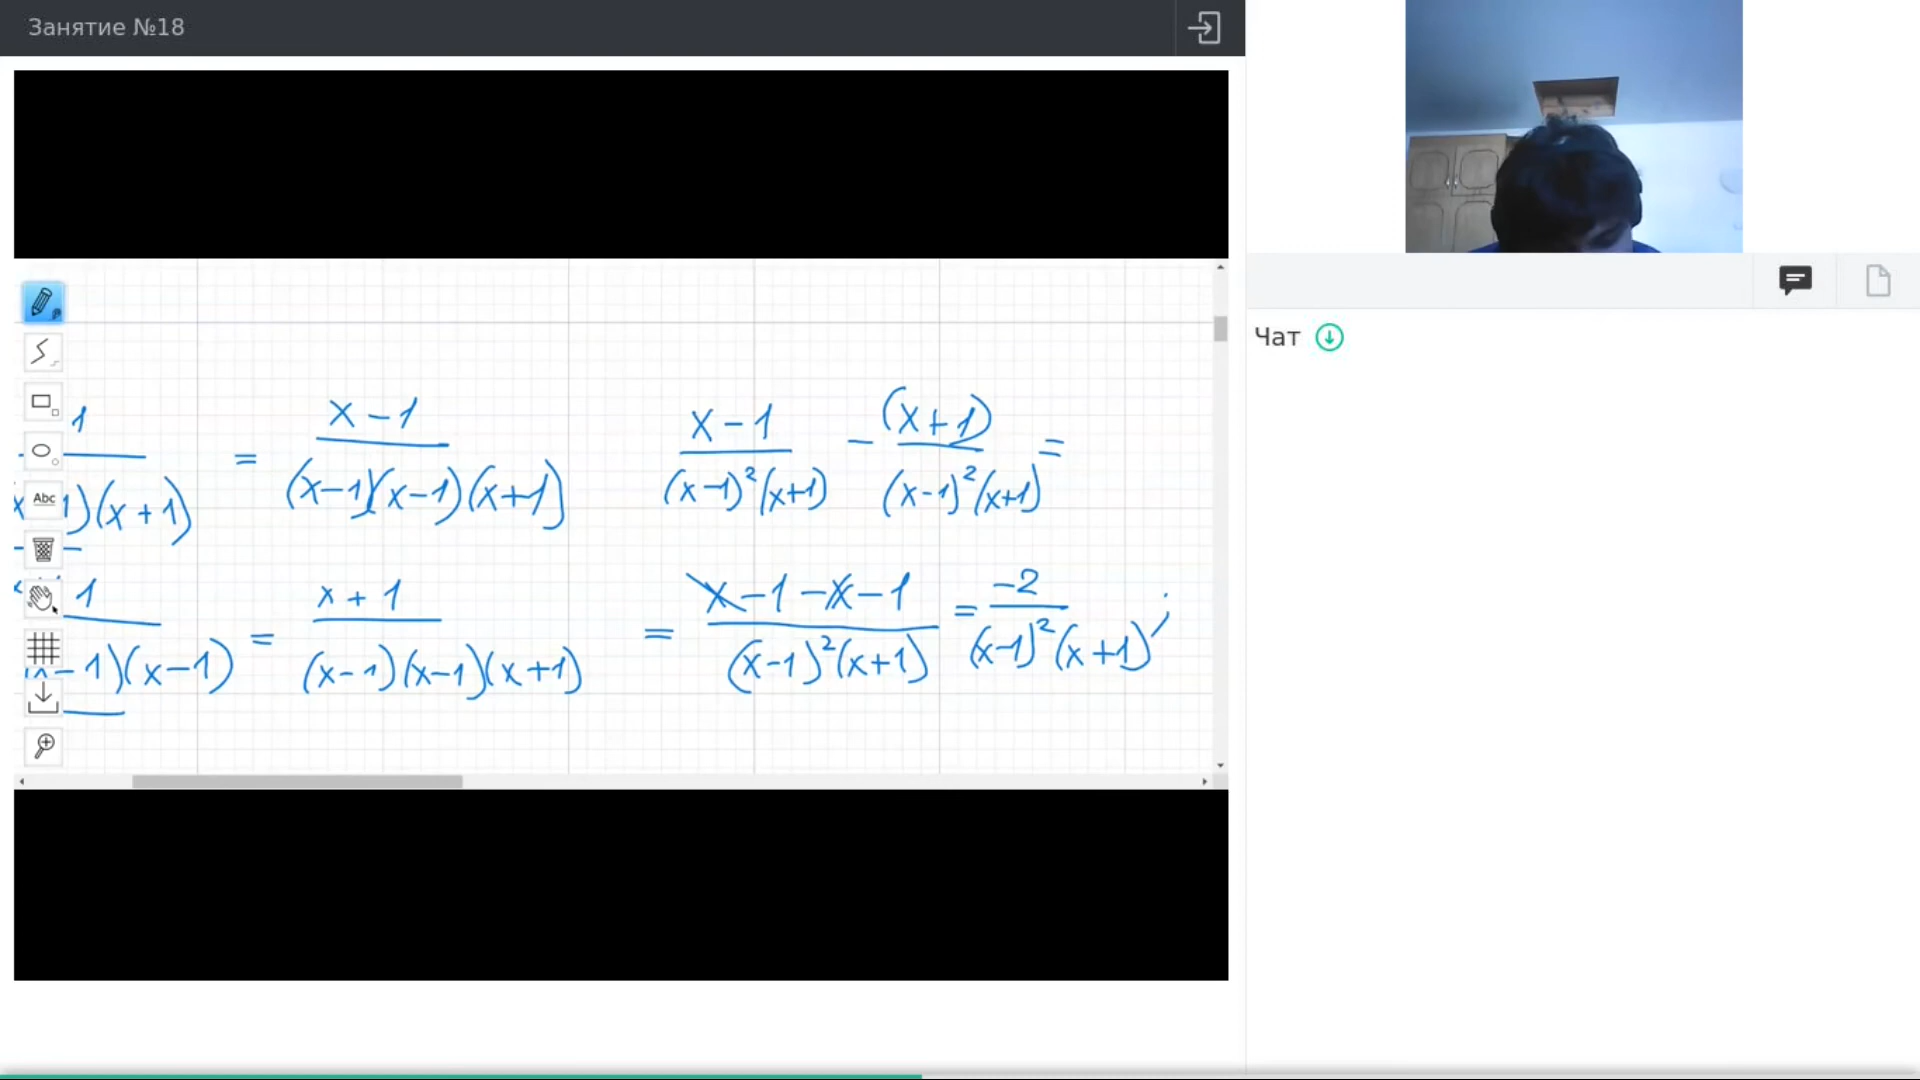 Занятие №18
Чат
Abc
1
x-1
x-1 - (x+1) =
= (x-1)(x-1)(x+1)
1)(x+1)
(x-1)²(x+1) (x-1)²(x+1)
1
x+1
x-1-x-1 = -2
-1)(x-1) = (x-1)(x-1)(x+1)
= (x-1)²(x+1) (x-1)²(x+1) ;